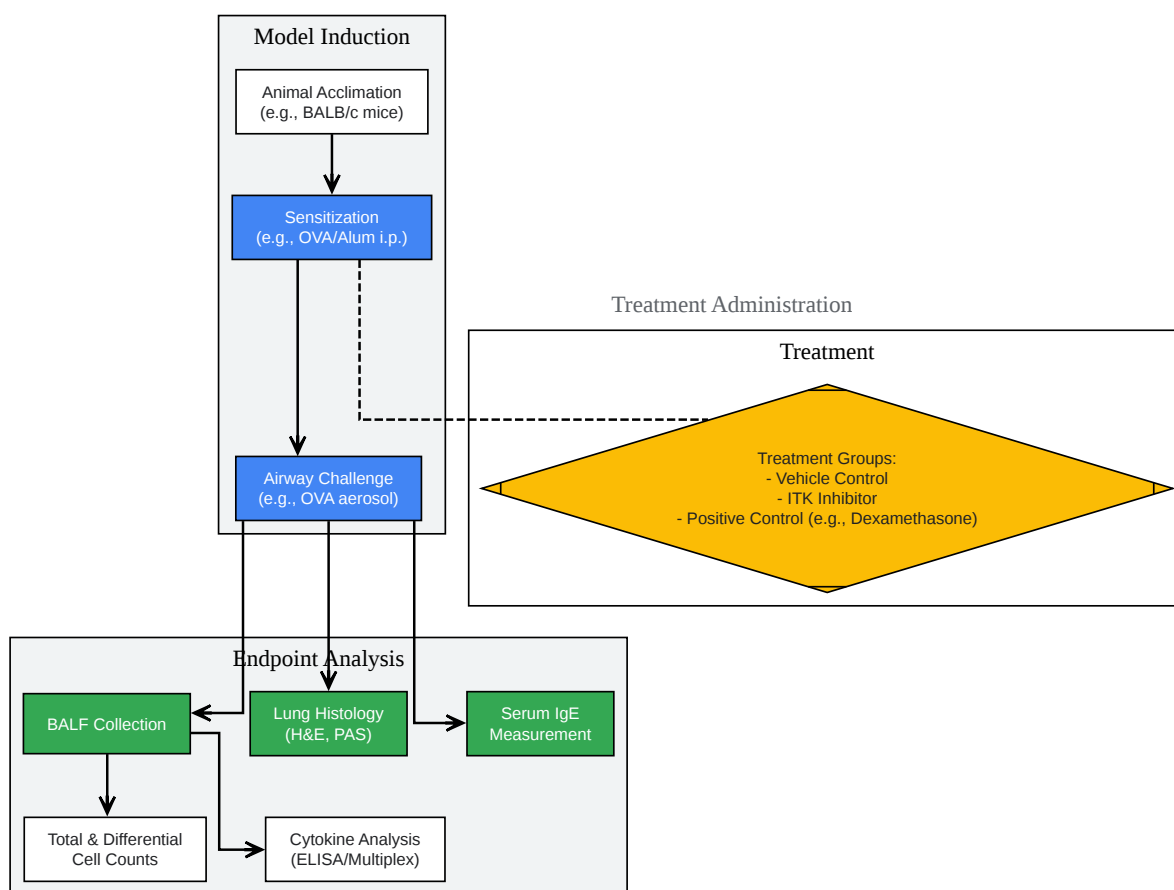 Model Induction
Animal Acclimation
(e.g., BALB/c mice)
Sensitization
(e.g., OVA/Alum i.p.)
Treatment Administration
Treatment
Treatment Groups:
- Vehicle Control
- ITK Inhibitor
- Positive Control (e.g., Dexamethasone)
Airway Challenge
(e.g., OVA aerosol)
Endpoint Analysis
BALF Collection
Lung Histology
(H&E, PAS)
Serum IgE
Measurement
Total & Differential
Cell Counts
Cytokine Analysis
(ELISA/Multiplex)